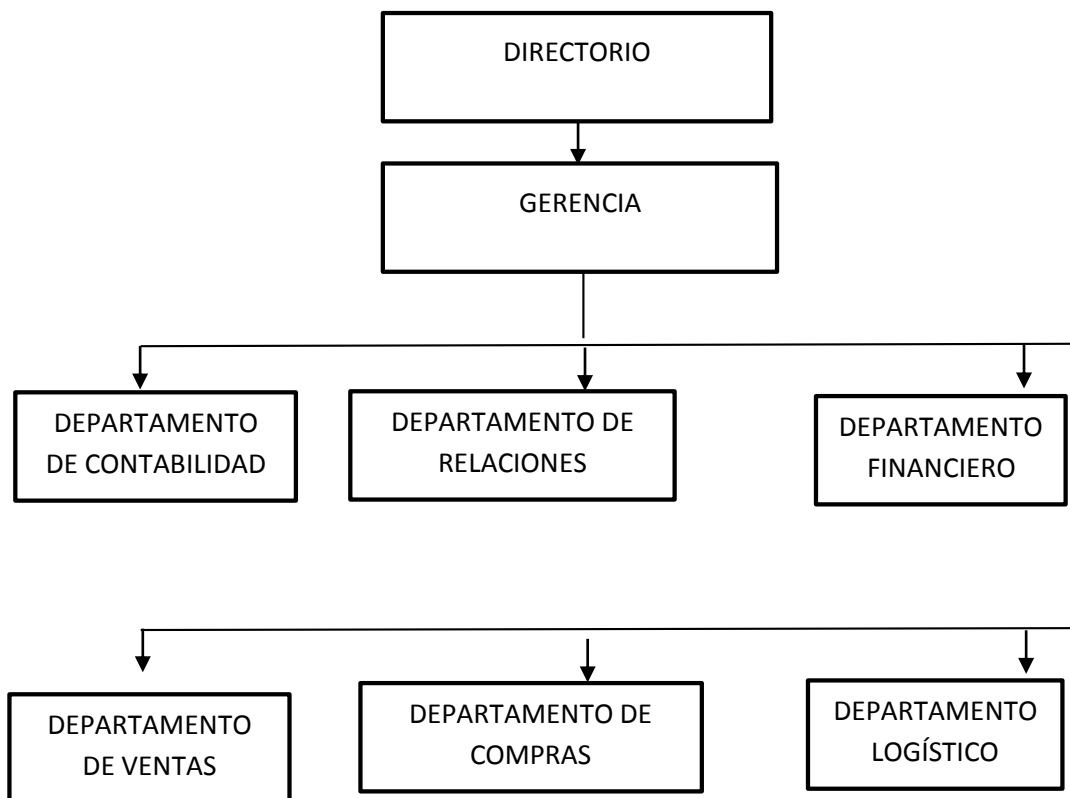 DIRECTORIO
GERENCIA
DEPARTAMENTO
DE CONTABILIDAD
DEPARTAMENTO DE
RELACIONES
DEPARTAMENTO
FINANCIERO
DEPARTAMENTO
DE VENTAS
DEPARTAMENTO DE
COMPRAS
DEPARTAMENTO
LOGÍSTICO